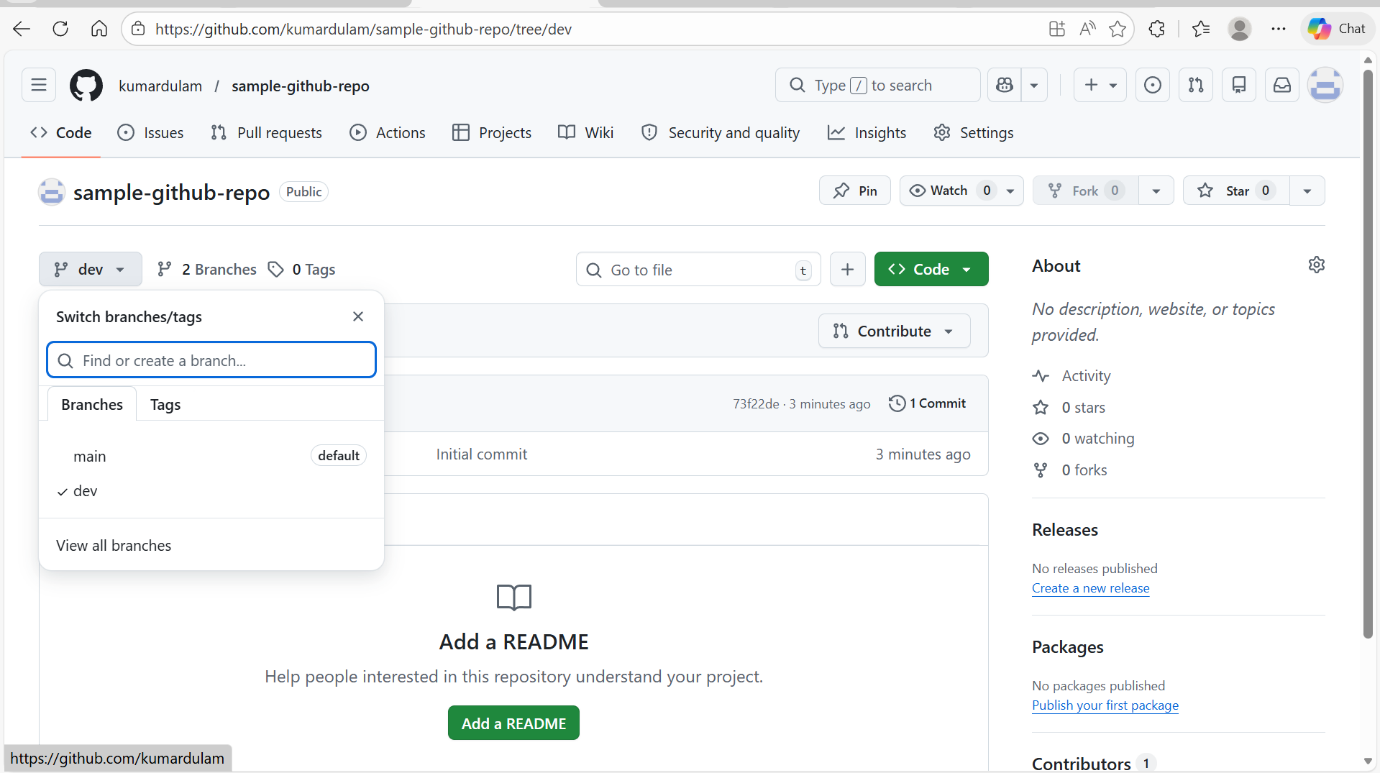 https://github.com/kumardulam/sample-github-repo/tree/dev
Chat
kumardulam / sample-github-repo
Type / to search
Code Issues Pull requests Actions Projects Wiki Security and quality Insights Settings
sample-github-repo Public
Pin Watch 0 Fork 0 Star 0
dev 2 Branches 0 Tags
Go to file t
Code
Switch branches/tags
Find or create a branch...
Branches Tags
main default
dev
View all branches
Contribute
73f22de · 3 minutes ago 1 Commit
Initial commit 3 minutes ago
Add a README
Help people interested in this repository understand your project.
Add a README
About
No description, website, or topics
provided.
Activity
0 stars
0 watching
0 forks
Releases
No releases published
Create a new release
Packages
No packages published
Publish your first package
Contributors 1
https://github.com/kumardulam